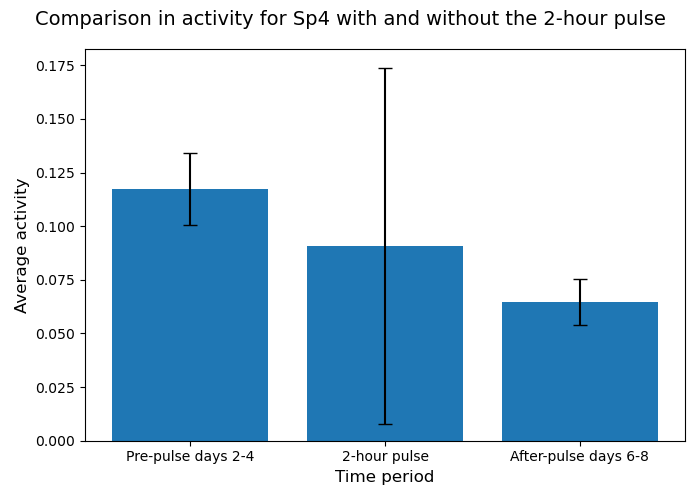 Comparison in activity for Sp4 with and without the 2-hour pulse
0.175
0.150
0.125
0.100
0.075
0.050
0.025
0.000
Average activity
Pre-pulse days 2-4 2-hour pulse After-pulse days 6-8
Time period